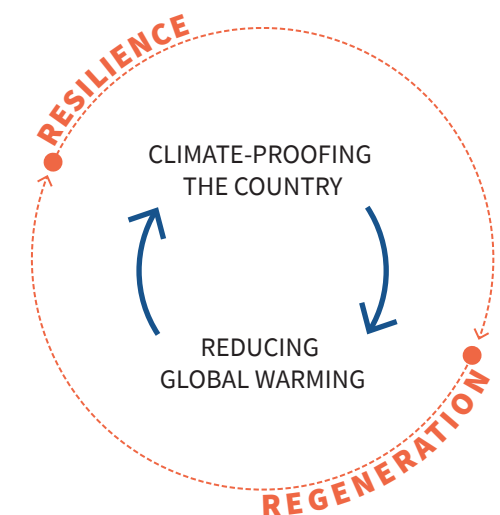 RESILIENCE
CLIMATE-PROOFING
THE COUNTRY
REDUCING
GLOBAL WARMING
REGENERATION